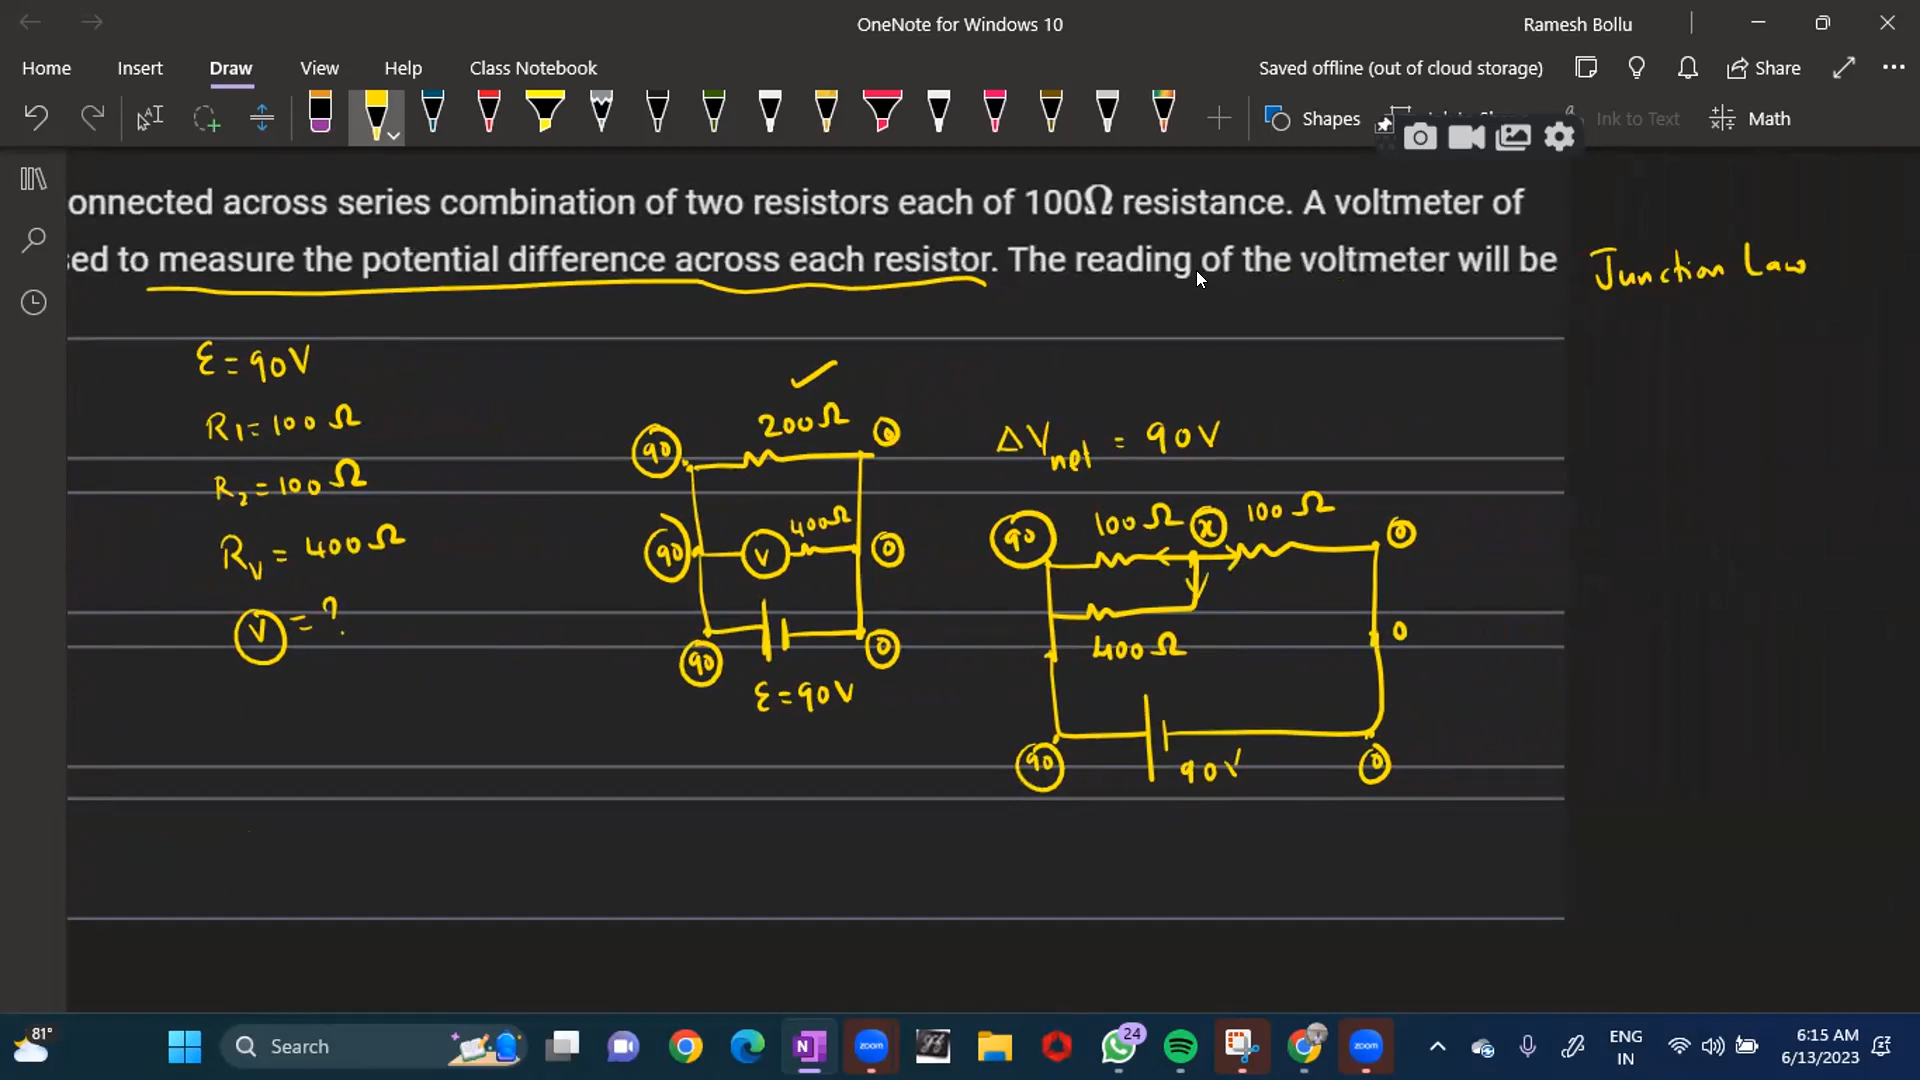 OneNote for Windows 10
Ramesh Bollu
Home Insert Draw View Help Class Notebook
Saved offline (out of cloud storage)
Share
Shapes
Ink to Text
Math
onnected across series combination of two resistors each of 100Ω resistance. A voltmeter of
sed to measure the potential difference across each resistor. The reading of the voltmeter will be
Junction Law
Ɛ = 90V
R1 = 100 Ω
R2 = 100 Ω
RV = 400 Ω
V = ?
90
200Ω
0
90
V
400Ω
0
90
0
Ɛ = 90V
ΔVnet = 90V
90
100 Ω
x
100 Ω
0
400 Ω
0
90
90V
0
81°
Search
zoom
24
zoom
ENG
IN
6:15 AM
6/13/2023